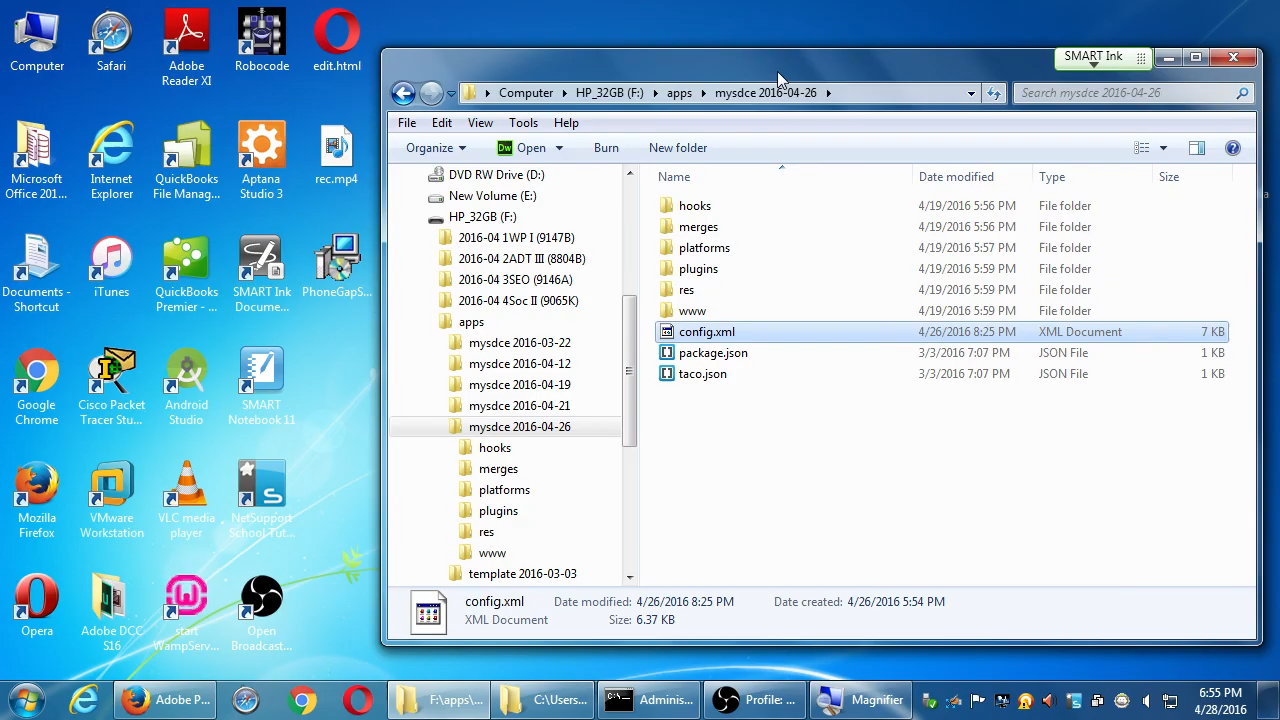 Computer
Safari
Adobe
Reader XI
Robocode
edit.html
Microsoft
Office 201...
Internet
Explorer
QuickBooks
File Manag...
Aptana
Studio 3
rec.mp4
Documents -
Shortcut
iTunes
QuickBooks
Premier - ...
SMART Ink
Docume...
PhoneGapS...
Google
Chrome
Cisco Packet
Tracer Stu...
Android
Studio
SMART
Notebook 11
Mozilla
Firefox
VMware
Workstation
VLC media
player
NetSupport
School Tut...
Opera
Adobe DCC
S16
start
WampServ...
Open
Broadcast...
SMART Ink
Computer HP_32GB (F:) apps mysdce 2016-04-26
Search mysdce 2016-04-26
File Edit View Tools Help
Organize Dw Open Burn New folder
DVD RW Drive (D:)
New Volume (E:)
HP_32GB (F:)
2016-04 1WP I (9147B)
2016-04 2ADT III (8804B)
2016-04 3SEO (9146A)
2016-04 4Soc II (9065K)
apps
mysdce 2016-03-22
mysdce 2016-04-12
mysdce 2016-04-19
mysdce 2016-04-21
mysdce 2016-04-26
hooks
merges
platforms
plugins
res
www
template 2016-03-03
Name Date modified Type Size
hooks 4/19/2016 5:56 PM File folder
merges 4/19/2016 5:56 PM File folder
platforms 4/19/2016 5:57 PM File folder
plugins 4/19/2016 5:59 PM File folder
res 4/19/2016 5:59 PM File folder
www 4/19/2016 5:59 PM File folder
config.xml 4/26/2016 8:25 PM XML Document 7 KB
package.json 3/3/2016 7:07 PM JSON File 1 KB
taco.json 3/3/2016 7:07 PM JSON File 1 KB
config.xml Date modified: 4/26/2016 8:25 PM Date created: 4/26/2016 5:54 PM
XML Document Size: 6.37 KB
Adobe P... F:\apps\... C:\Users... Adminis... Profile: ... Magnifier
6:55 PM
4/28/2016